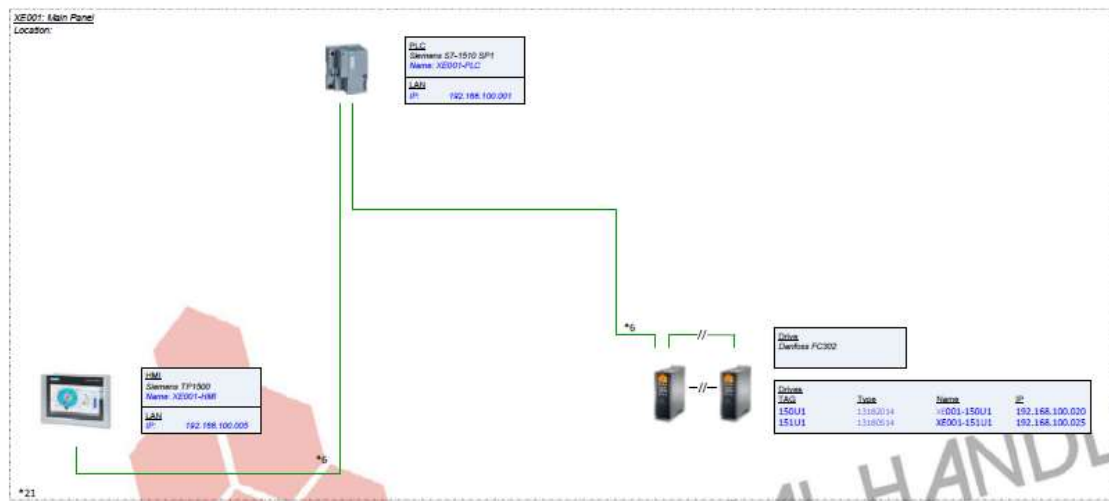 XE001: Main Panel
Location:
PLC
Siemens S7-1510 SP1
Name: XE001-PLC
LAN
IP: 192.168.100.001
*6
Drive
Danfoss FC302
HMI
Siemens TP1500
Name: XE001-HMI
LAN
IP: 192.168.100.005
Drives
TAG Type Name IP
150U1 131B2014 XE001-150U1 192.168.100.020
151U1 XE001-151U1 192.168.100.025
*6
*21